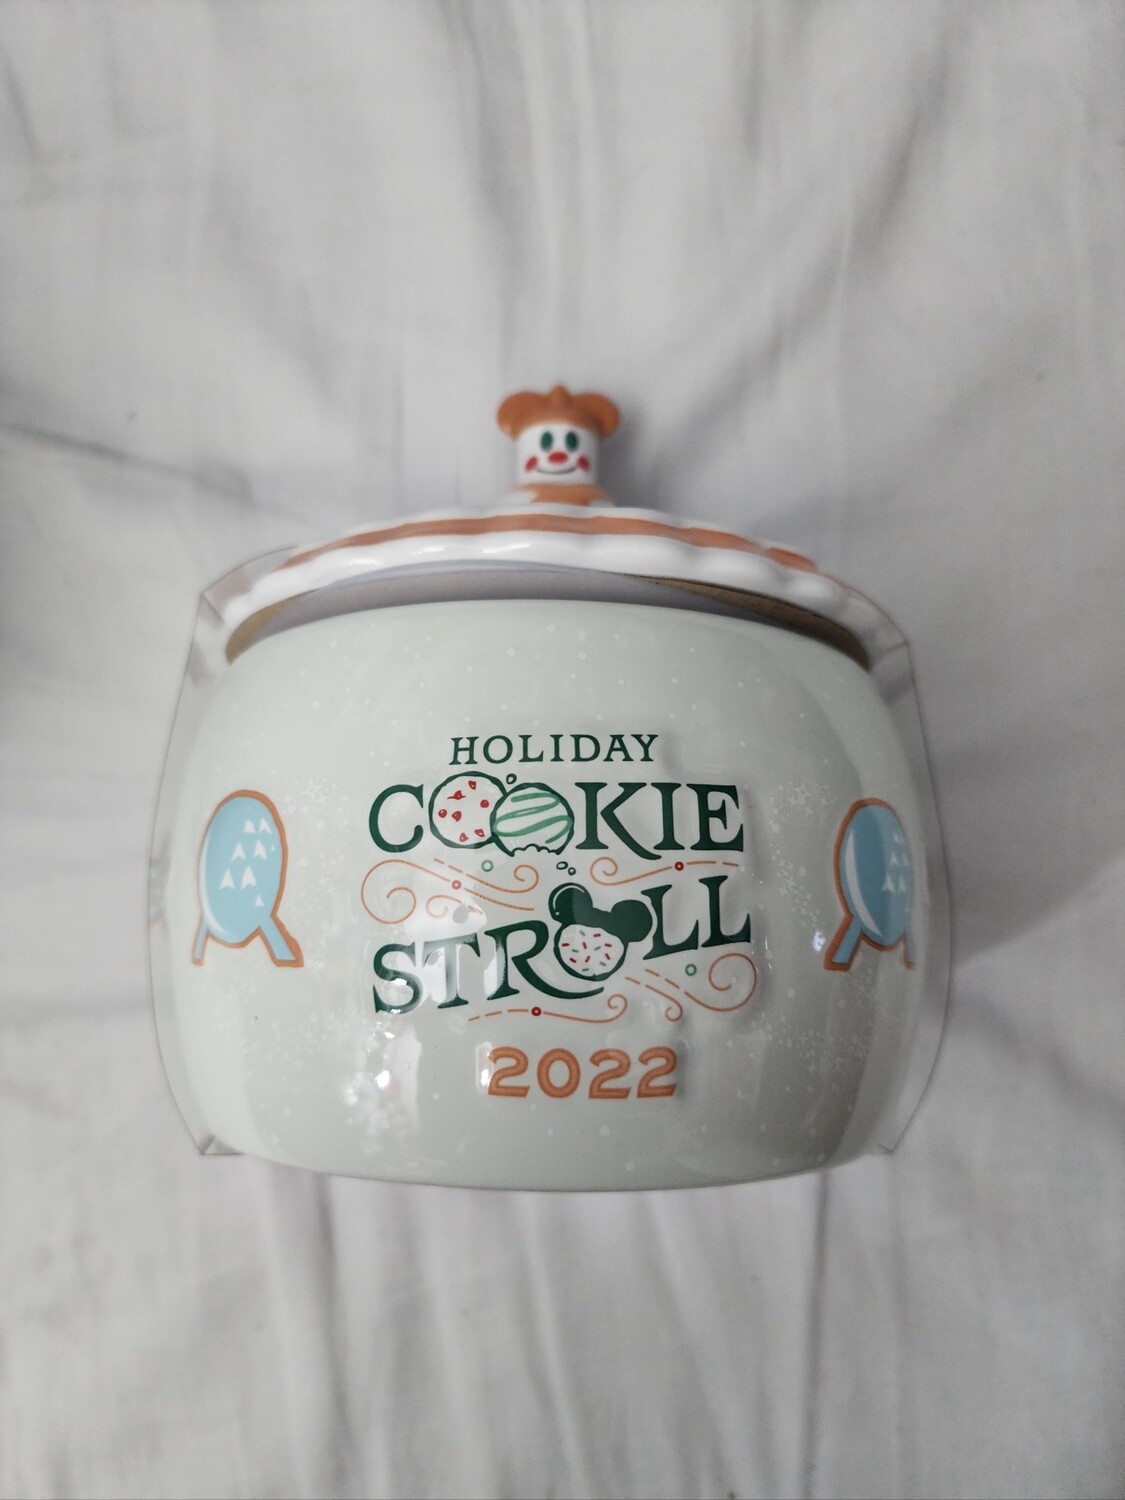 HOLIDAY
COOKIE
STROLL
2022